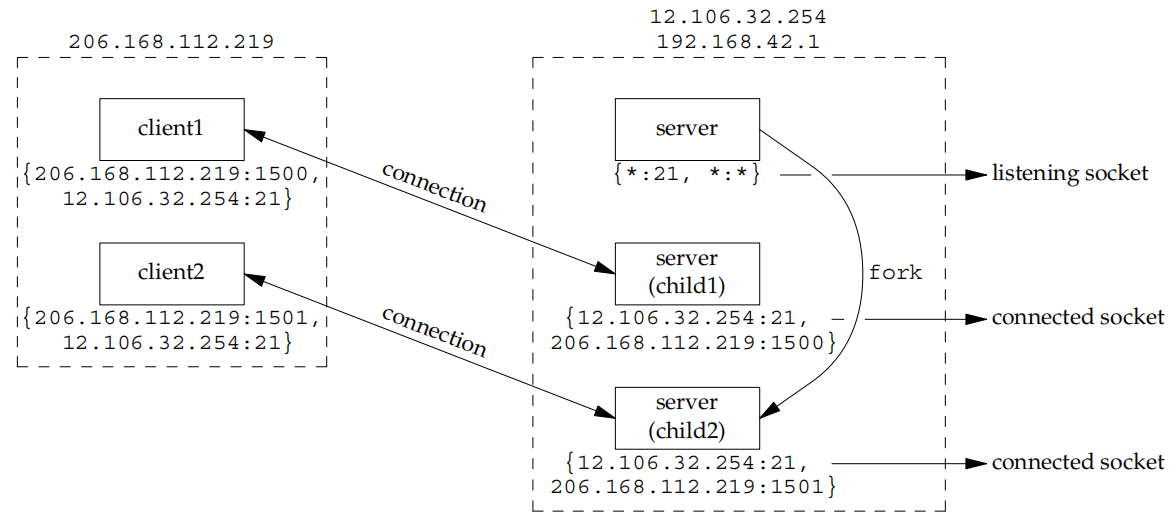 206.168.112.219
client1
{206.168.112.219:1500,
12.106.32.254:21}
client2
{206.168.112.219:1501,
12.106.32.254:21}
connection
connection
12.106.32.254
192.168.42.1
server
{*:21, *:*}
listening socket
fork
server
(child1)
{12.106.32.254:21,
206.168.112.219:1500}
connected socket
server
(child2)
{12.106.32.254:21,
206.168.112.219:1501}
connected socket